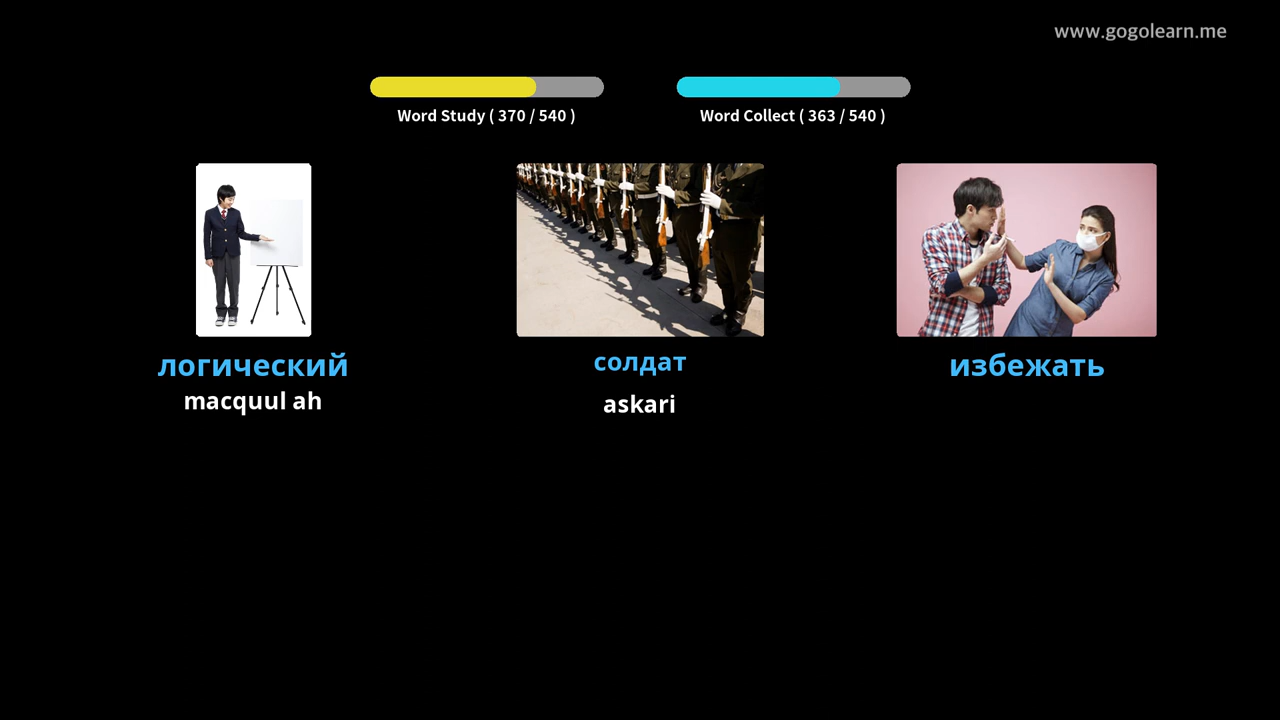 www.gogolearn.me
Word Study ( 370 / 540 )
Word Collect ( 363 / 540 )
логический
macquul ah
солдат
askari
избежать